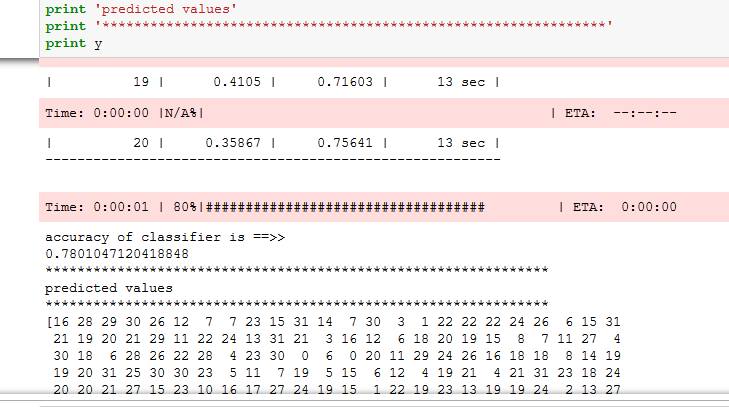 print 'predicted values'
print '***************************************************************'
print y
| 19 | 0.4105 | 0.71603 | 13 sec |
Time: 0:00:00 |N/A%| | ETA: --:--:--
| 20 | 0.35867 | 0.75641 | 13 sec |
---------------------------------------------------------
Time: 0:00:01 | 80%|################################### | ETA: 0:00:00
accuracy of classifier is ==>>
0.7801047120418848
***************************************************************
predicted values
***************************************************************
[16 28 29 30 26 12 7 7 23 15 31 14 7 30 3 1 22 22 22 24 26 6 15 31
21 19 20 21 29 11 22 24 13 31 21 3 16 12 6 18 20 19 15 8 7 11 27 4
30 18 6 28 26 22 28 4 23 30 0 6 0 20 11 29 24 26 16 18 18 8 14 19
19 20 31 25 30 30 23 5 11 7 19 5 15 6 12 4 19 21 4 21 31 23 18 24
20 20 21 27 15 23 10 16 17 27 24 19 15 1 22 19 23 13 19 19 24 2 13 27